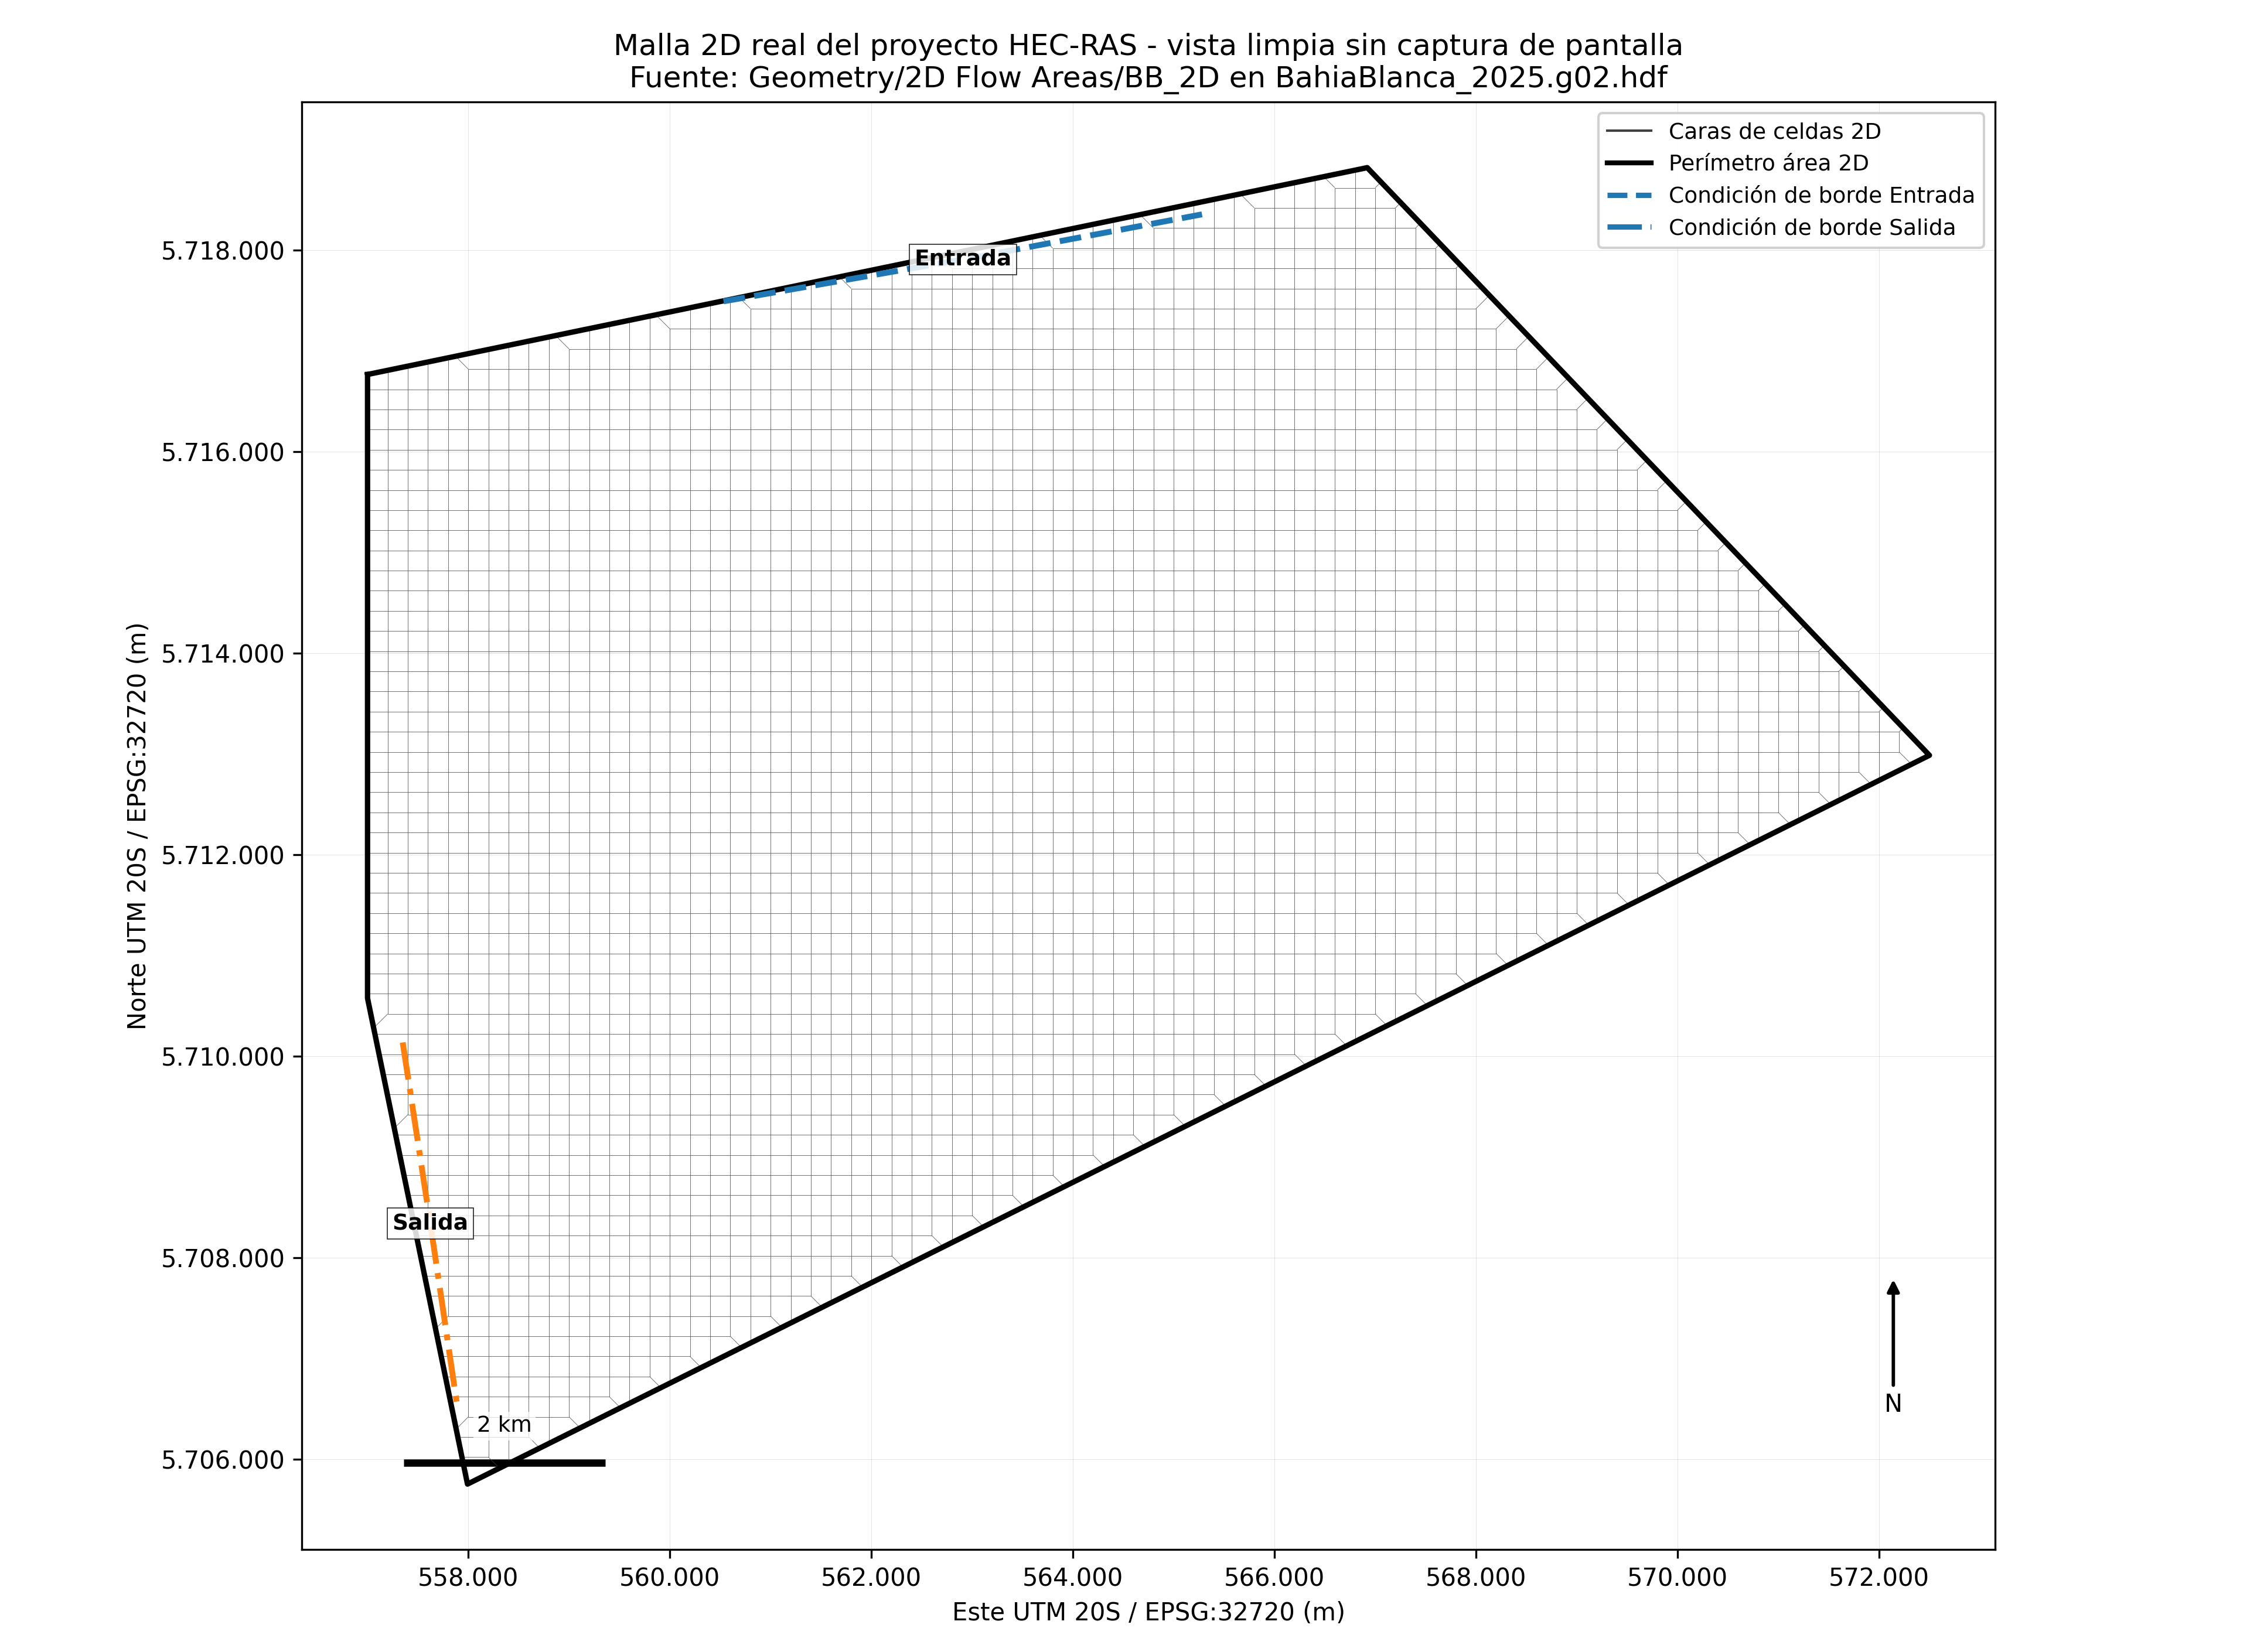 Malla 2D real del proyecto HEC-RAS - vista limpia sin captura de pantalla
Fuente: Geometry/2D Flow Areas/BB_2D en BahiaBlanca_2025.g02.hdf
Caras de celdas 2D
Perímetro área 2D
Condición de borde Entrada
Condición de borde Salida
Entrada
Salida
2 km
N
5.718.000
5.716.000
5.714.000
5.712.000
5.710.000
5.708.000
5.706.000
Norte UTM 20S / EPSG:32720 (m)
558.000
560.000
562.000
564.000
566.000
568.000
570.000
572.000
Este UTM 20S / EPSG:32720 (m)